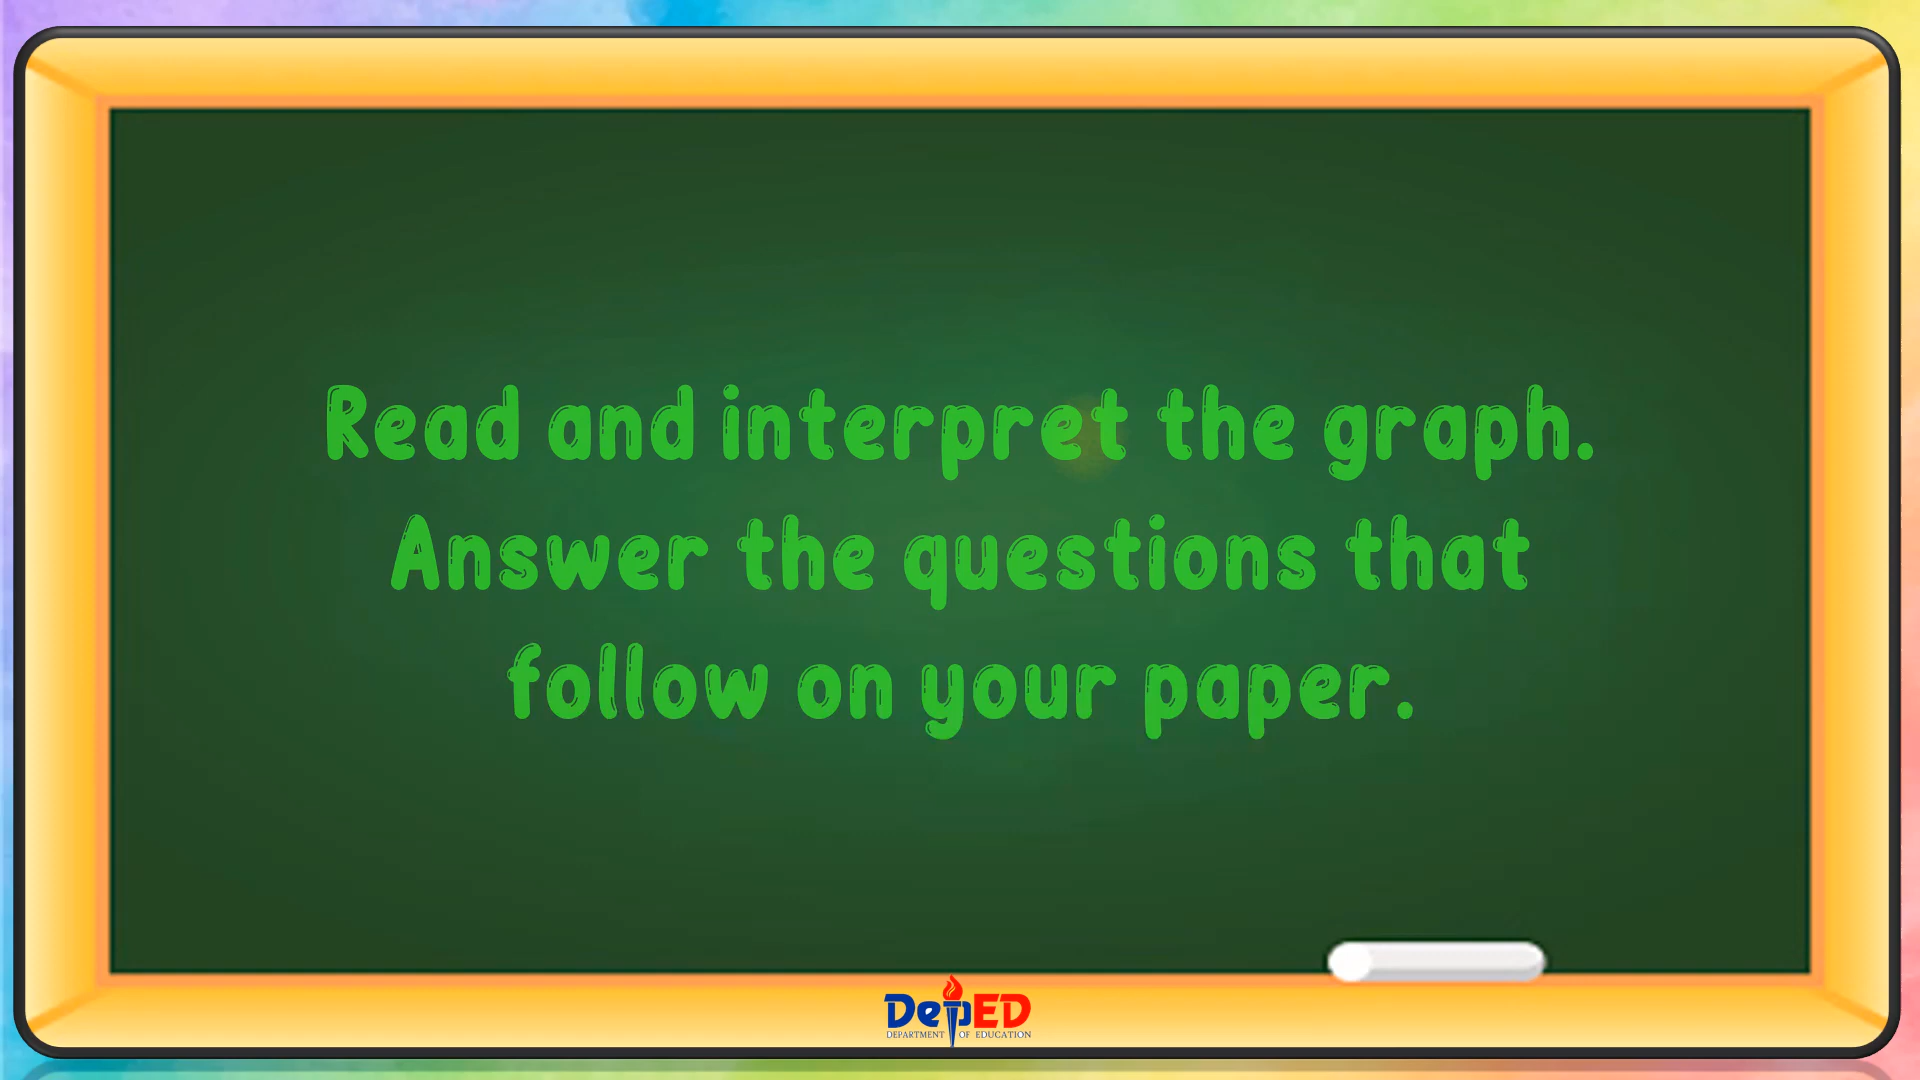 Read and interpret the graph.
Answer the questions that
follow on your paper.
DepED
DEPARTMENT OF EDUCATION